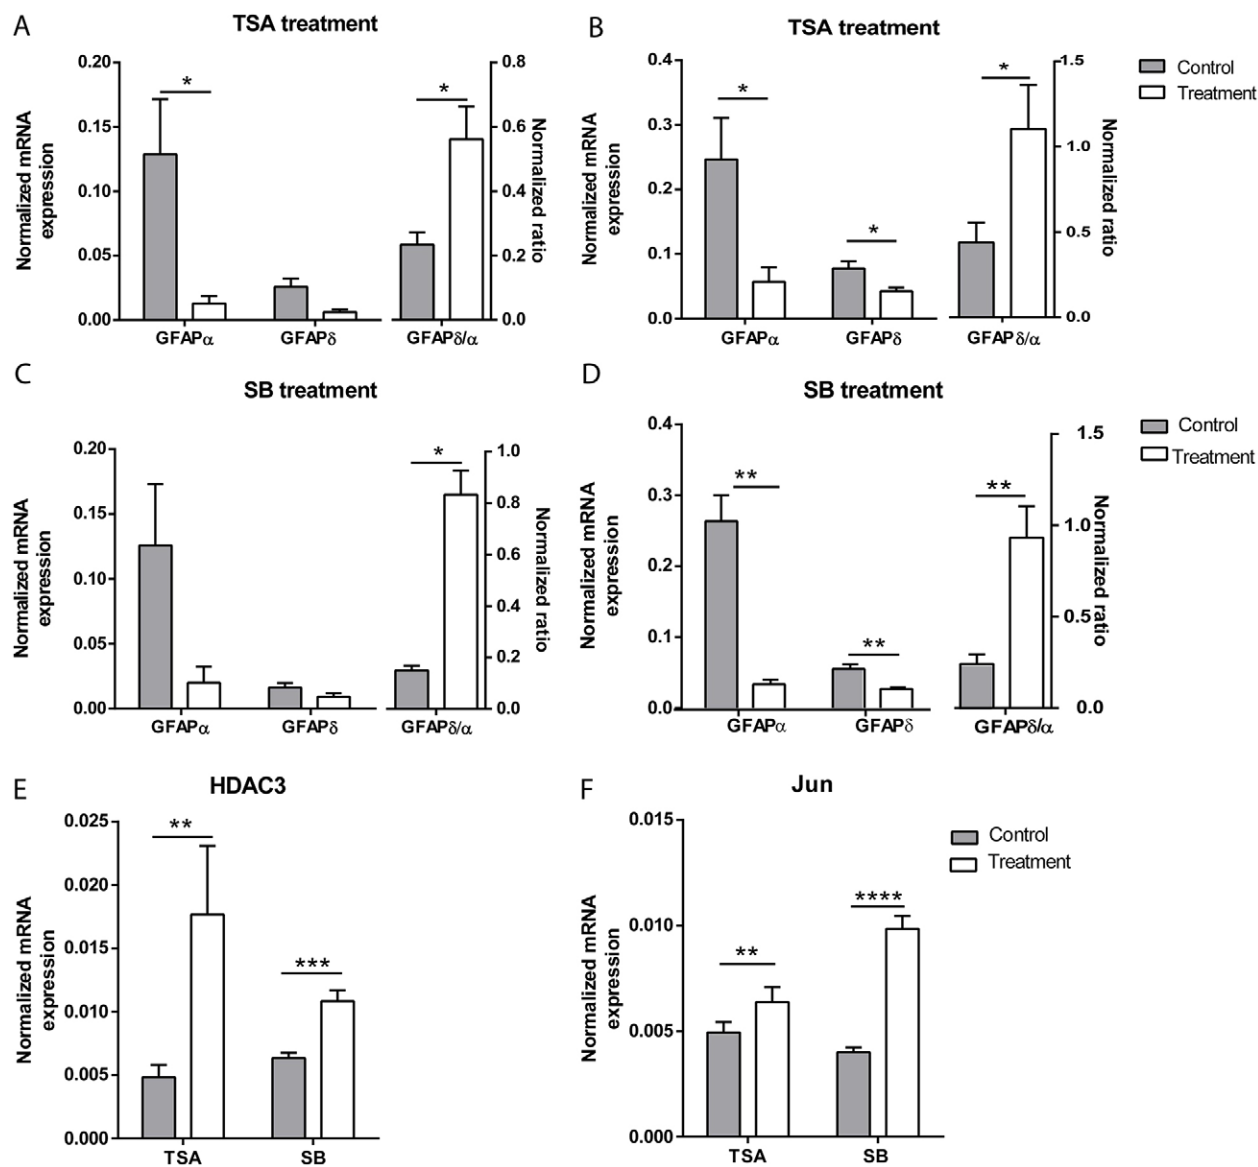 A
TSA treatment
Normalized mRNA
expression
0.20
0.15
0.10
0.05
0.00
*
*
0.8
0.6
0.4
0.2
0.0
Normalized ratio
GFAPα
GFAPδ
GFAPδ/α
B
TSA treatment
Normalized mRNA
expression
0.4
0.3
0.2
0.1
0.0
*
*
*
1.5
1.0
0.5
0.0
Normalized ratio
GFAPα
GFAPδ
GFAPδ/α
Control
Treatment
C
SB treatment
Normalized mRNA
expression
0.20
0.15
0.10
0.05
0.00
*
1.0
0.8
0.6
0.4
0.2
0.0
Normalized ratio
GFAPα
GFAPδ
GFAPδ/α
D
SB treatment
Normalized mRNA
expression
0.4
0.3
0.2
0.1
0.0
**
**
**
1.5
1.0
0.5
0.0
Normalized ratio
GFAPα
GFAPδ
GFAPδ/α
Control
Treatment
E
HDAC3
Normalized mRNA
expression
0.025
0.020
0.015
0.010
0.005
0.000
**
***
TSA
SB
F
Jun
Normalized mRNA
expression
0.015
0.010
0.005
0.000
**
****
TSA
SB
Control
Treatment